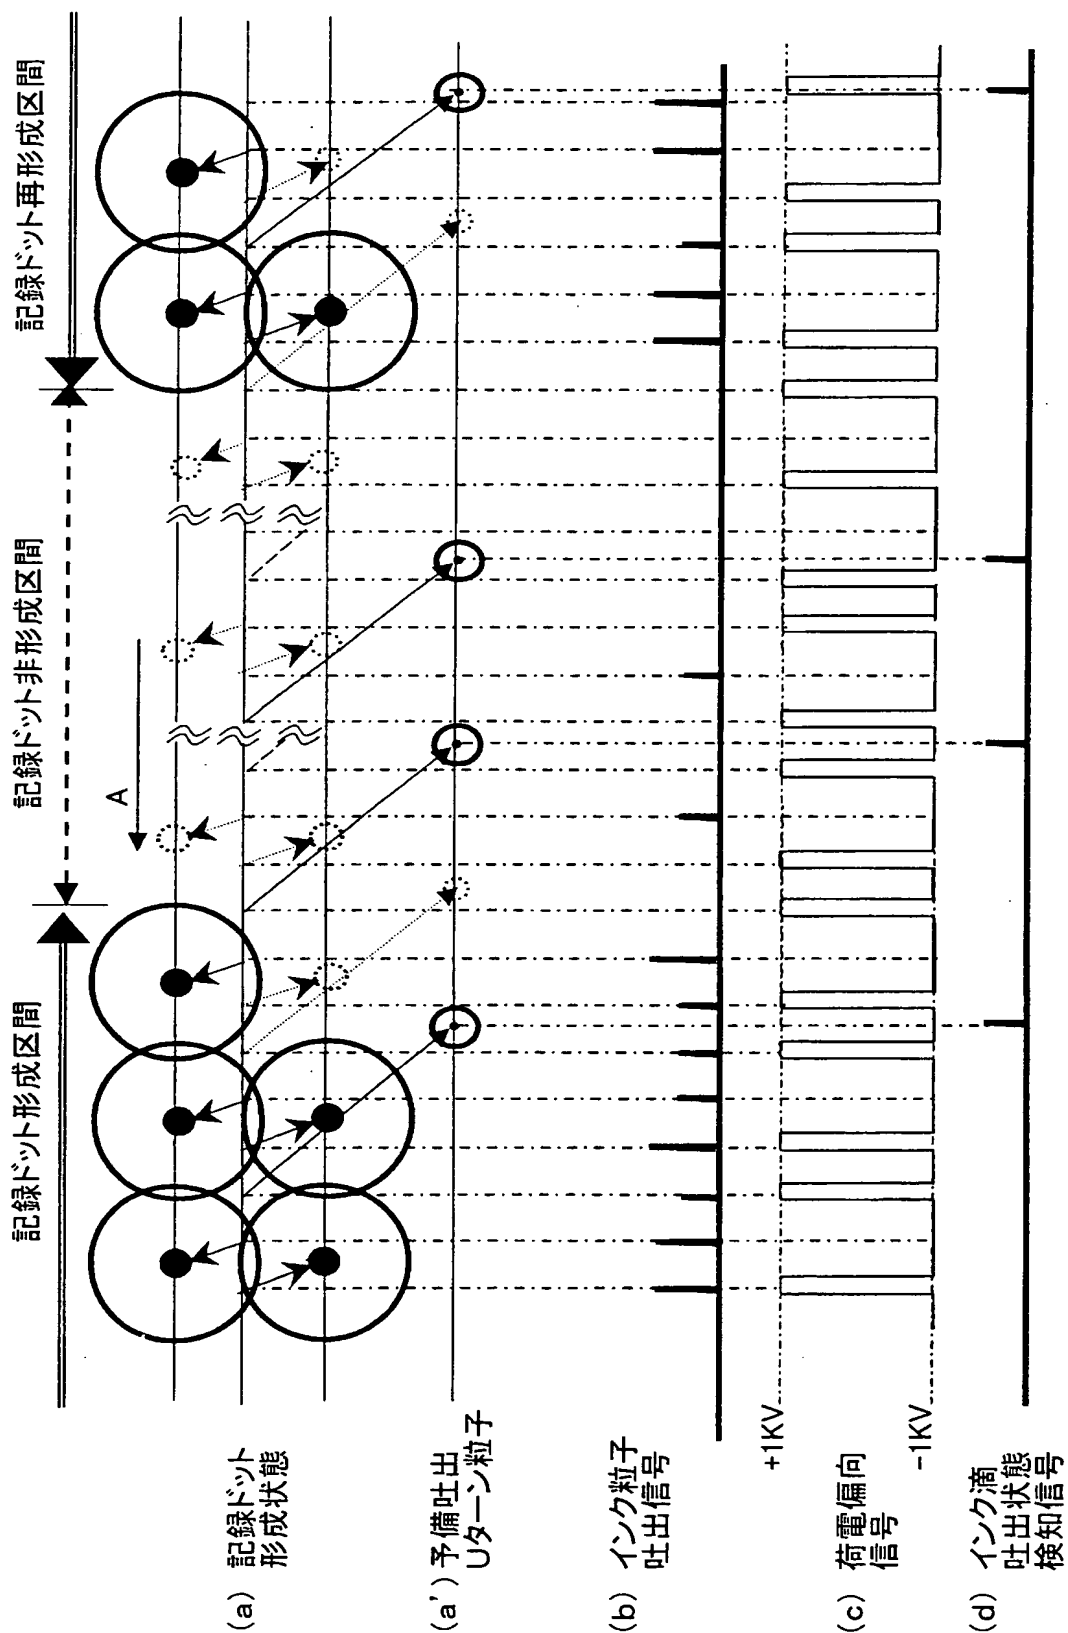 記録ドット形成区間
記録ドット非形成区間
記録ドット再形成区間
A
(a) 記録ドット
形成状態
(a') 予備吐出
Uターン粒子
(b) インク粒子
吐出信号
+1KV
(c) 荷電偏向
信号
-1KV
(d) インク滴
吐出状態
検知信号